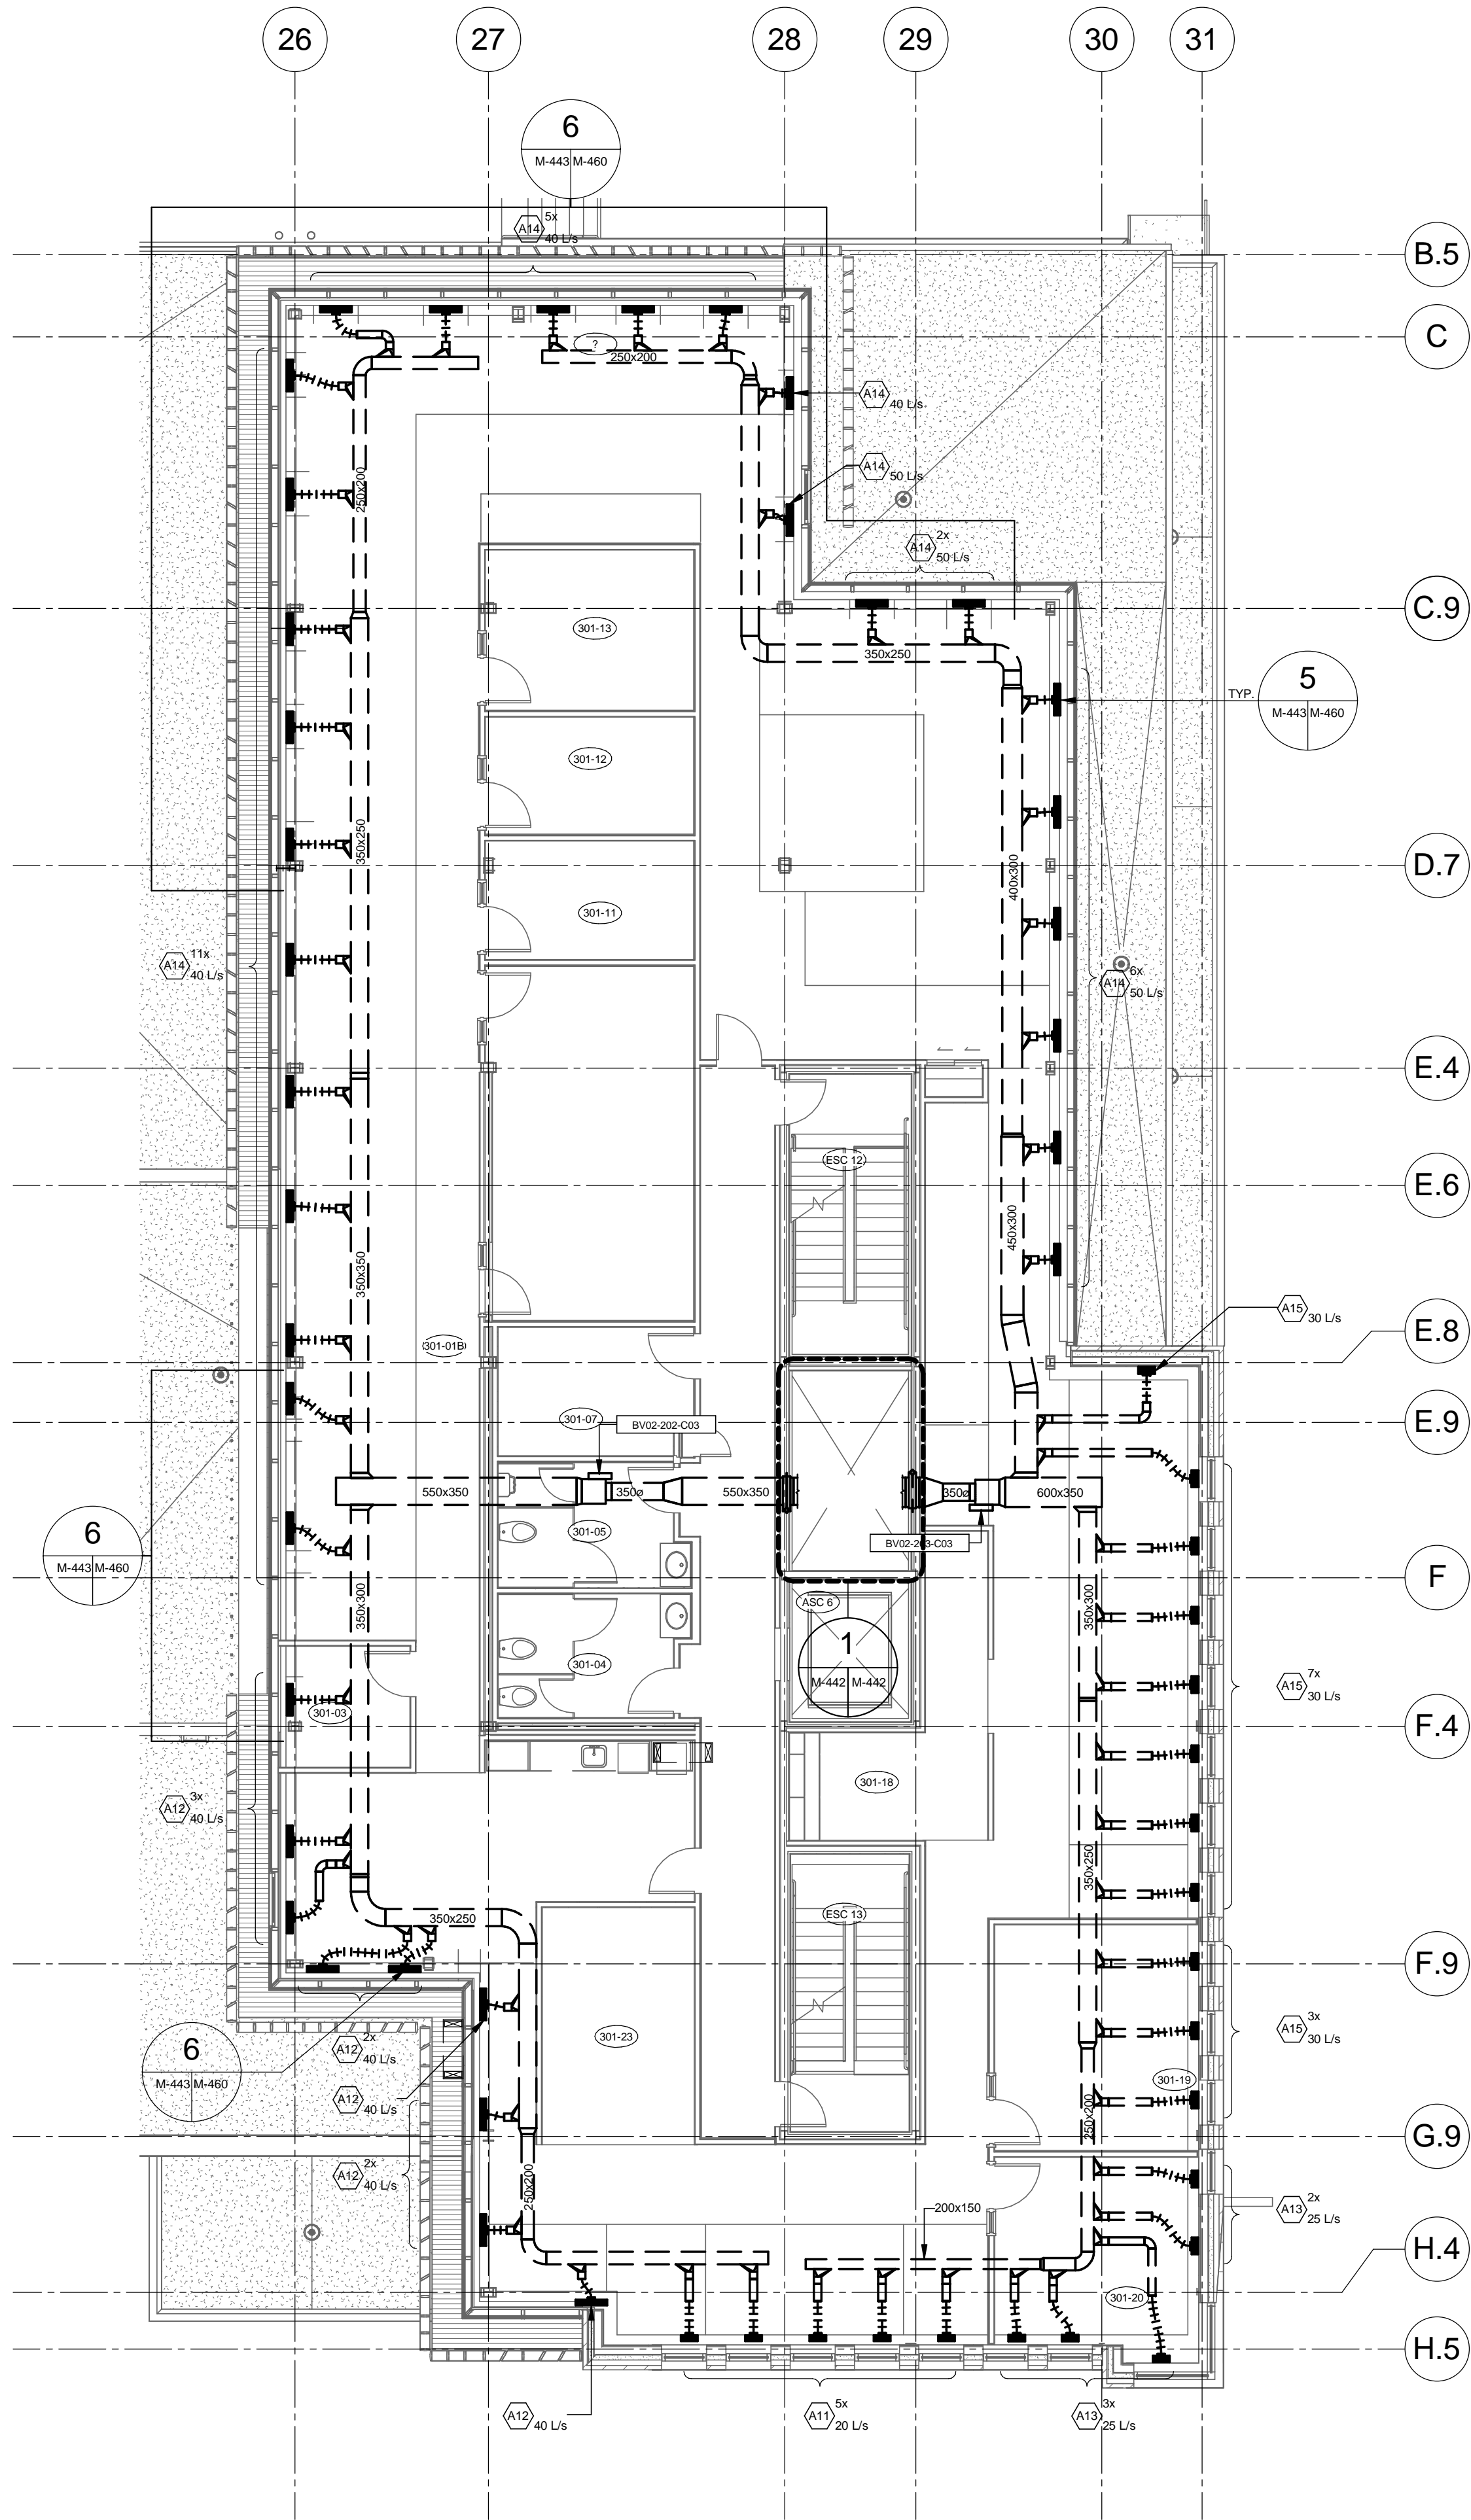 26
27
28
29
30
31
6
M-443 M-460
A14
5x
40 L/s
B.5
C
?
250x200
A14
40 L/s
A14
50 L/s
250x200
A14
2x
50 L/s
C.9
301-13
350x250
5
M-443 M-460
TYP.
301-12
350x250
400x300
D.7
301-11
A14
11x
40 L/s
A14
6x
50 L/s
E.4
ESC 12
E.6
450x300
350x350
A15
30 L/s
E.8
301-01B
301-07
BV02-202-C03
E.9
550x350
350ø
550x350
350ø
600x350
6
M-443 M-460
301-05
BV02-203-C03
F
350x300
ASC 6
350x300
1
M-442 M-442
301-04
A15
7x
30 L/s
301-03
F.4
301-18
A12
3x
40 L/s
350x250
350x250
ESC 13
F.9
6
M-443 M-460
A12
2x
40 L/s
301-23
A15
3x
30 L/s
A12
40 L/s
301-19
250x200
G.9
A12
2x
40 L/s
250x200
200x150
A13
2x
25 L/s
H.4
301-20
H.5
A12
40 L/s
A11
5x
20 L/s
A13
3x
25 L/s